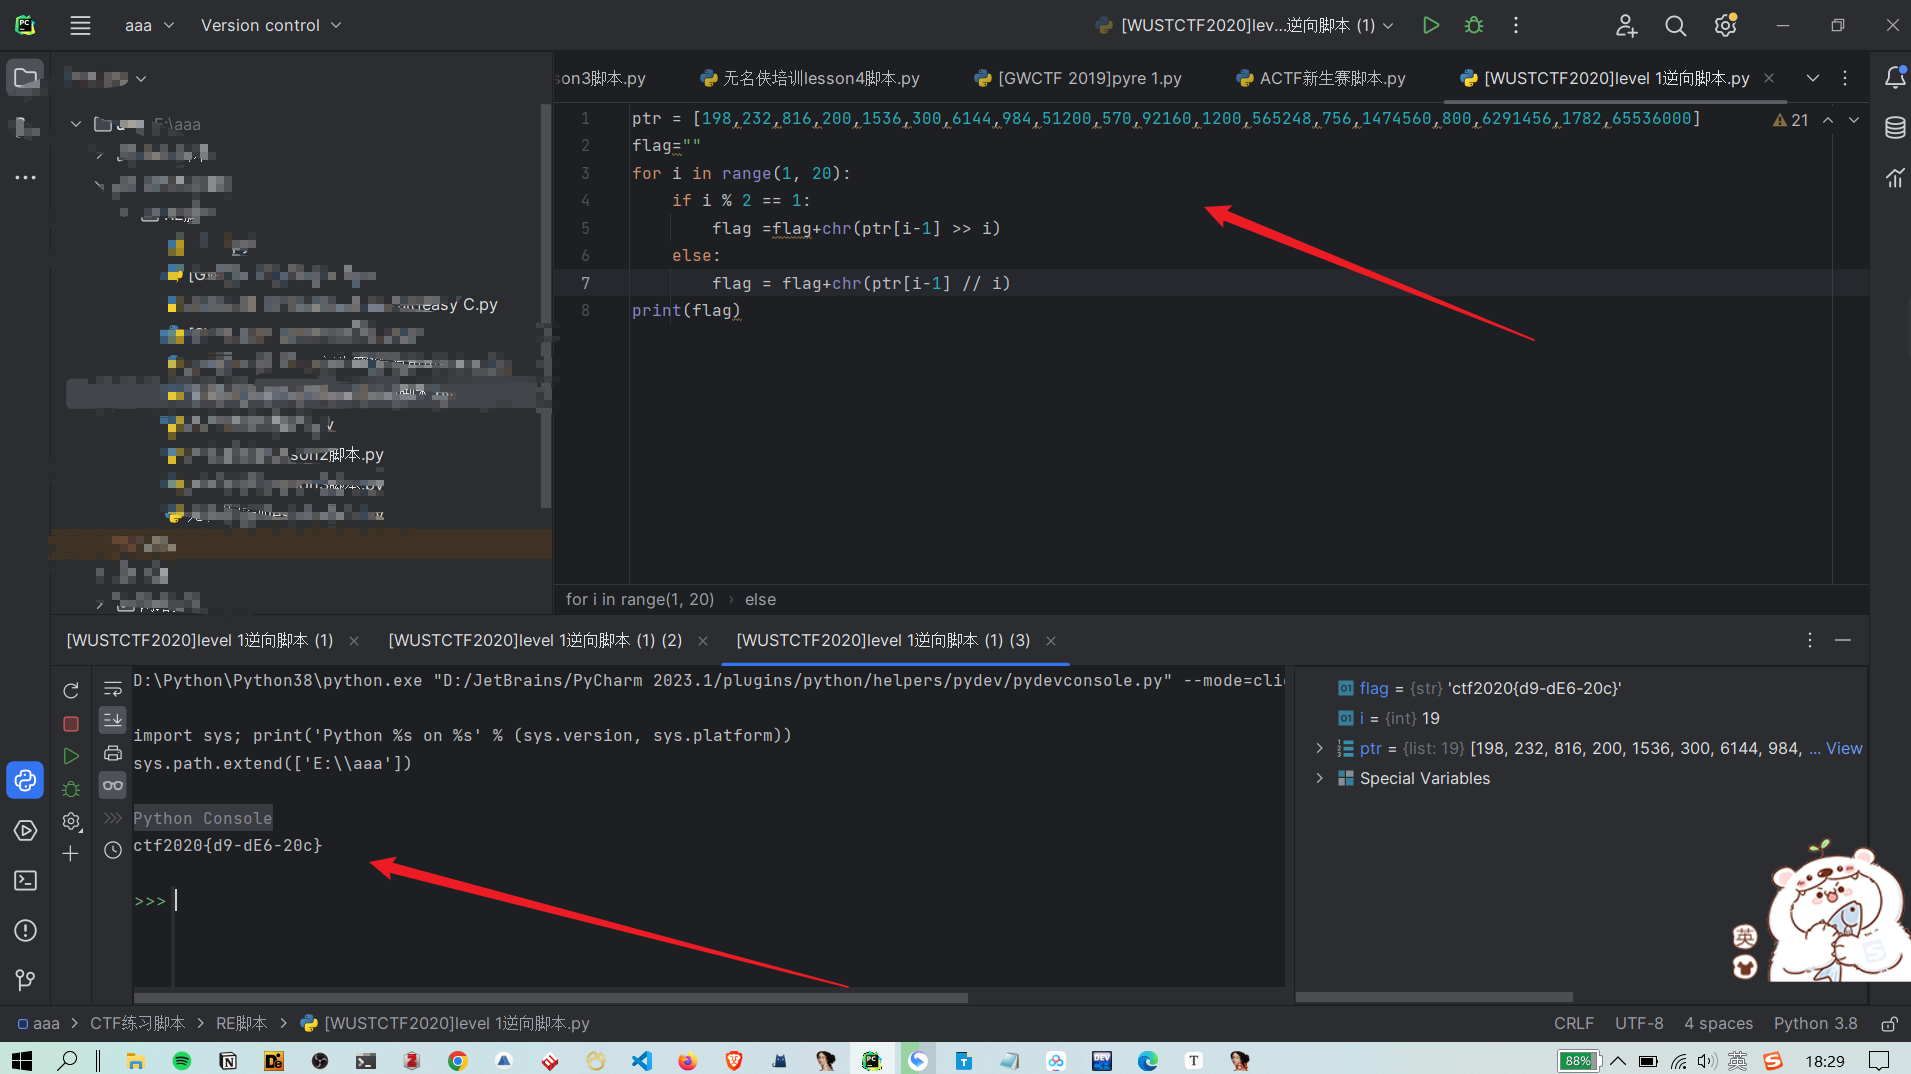 aaa
Version control
[WUSTCTF2020]lev...逆向脚本 (1)
son3脚本.py
无名侠培训lesson4脚本.py
[GWCTF 2019]pyre 1.py
ACTF新生赛脚本.py
[WUSTCTF2020]level 1逆向脚本.py
E:\aaa
easy C.py
son2脚本.py
1 ptr = [198,232,816,200,1536,300,6144,984,51200,570,92160,1200,565248,756,1474560,800,6291456,1782,65536000]
21
2 flag=""
3 for i in range(1, 20):
4 if i % 2 == 1:
5 flag =flag+chr(ptr[i-1] >> i)
6 else:
7 flag = flag+chr(ptr[i-1] // i)
8 print(flag)
for i in range(1, 20) › else
[WUSTCTF2020]level 1逆向脚本 (1)
[WUSTCTF2020]level 1逆向脚本 (1) (2)
[WUSTCTF2020]level 1逆向脚本 (1) (3)
D:\Python\Python38\python.exe "D:/JetBrains/PyCharm 2023.1/plugins/python/helpers/pydev/pydevconsole.py" --mode=clie
import sys; print('Python %s on %s' % (sys.version, sys.platform))
sys.path.extend(['E:\\aaa'])
Python Console
ctf2020{d9-dE6-20c}
>>>
flag = {str} 'ctf2020{d9-dE6-20c}'
i = {int} 19
ptr = {list: 19} [198, 232, 816, 200, 1536, 300, 6144, 984, ... View
Special Variables
英
aaa > CTF练习脚本 > RE脚本 > [WUSTCTF2020]level 1逆向脚本.py
CRLF
UTF-8
4 spaces
Python 3.8
88%
英
18:29